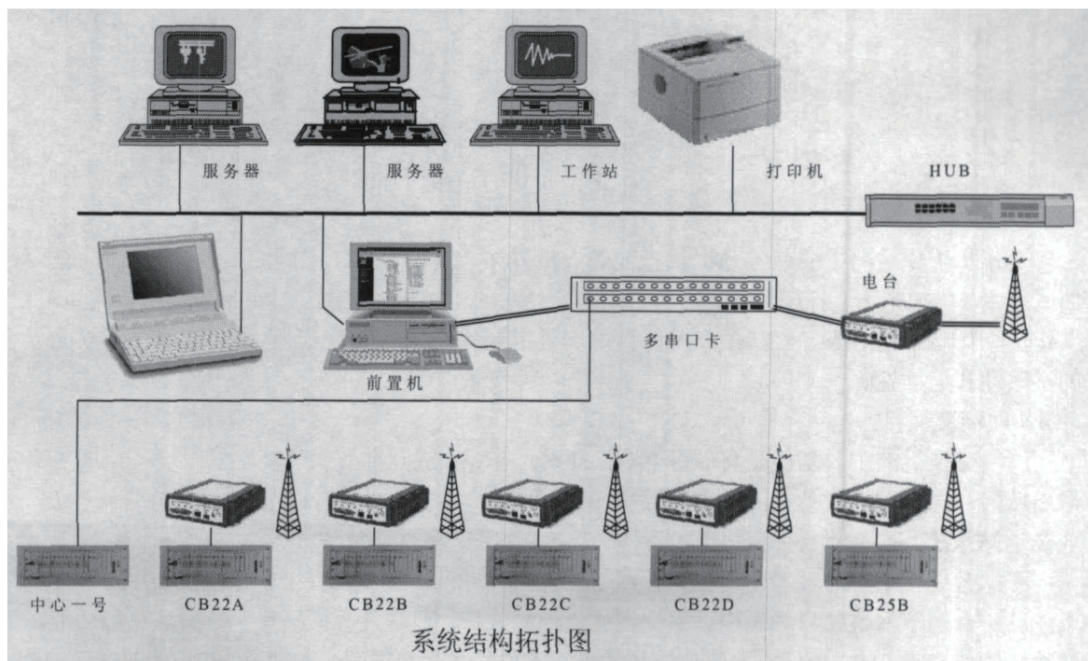 服务器
服务器
工作站
打印机
HUB
电台
多串口卡
前置机
中心一号
CB22A
CB22B
CB22C
CB22D
CB25B
系统结构拓扑图